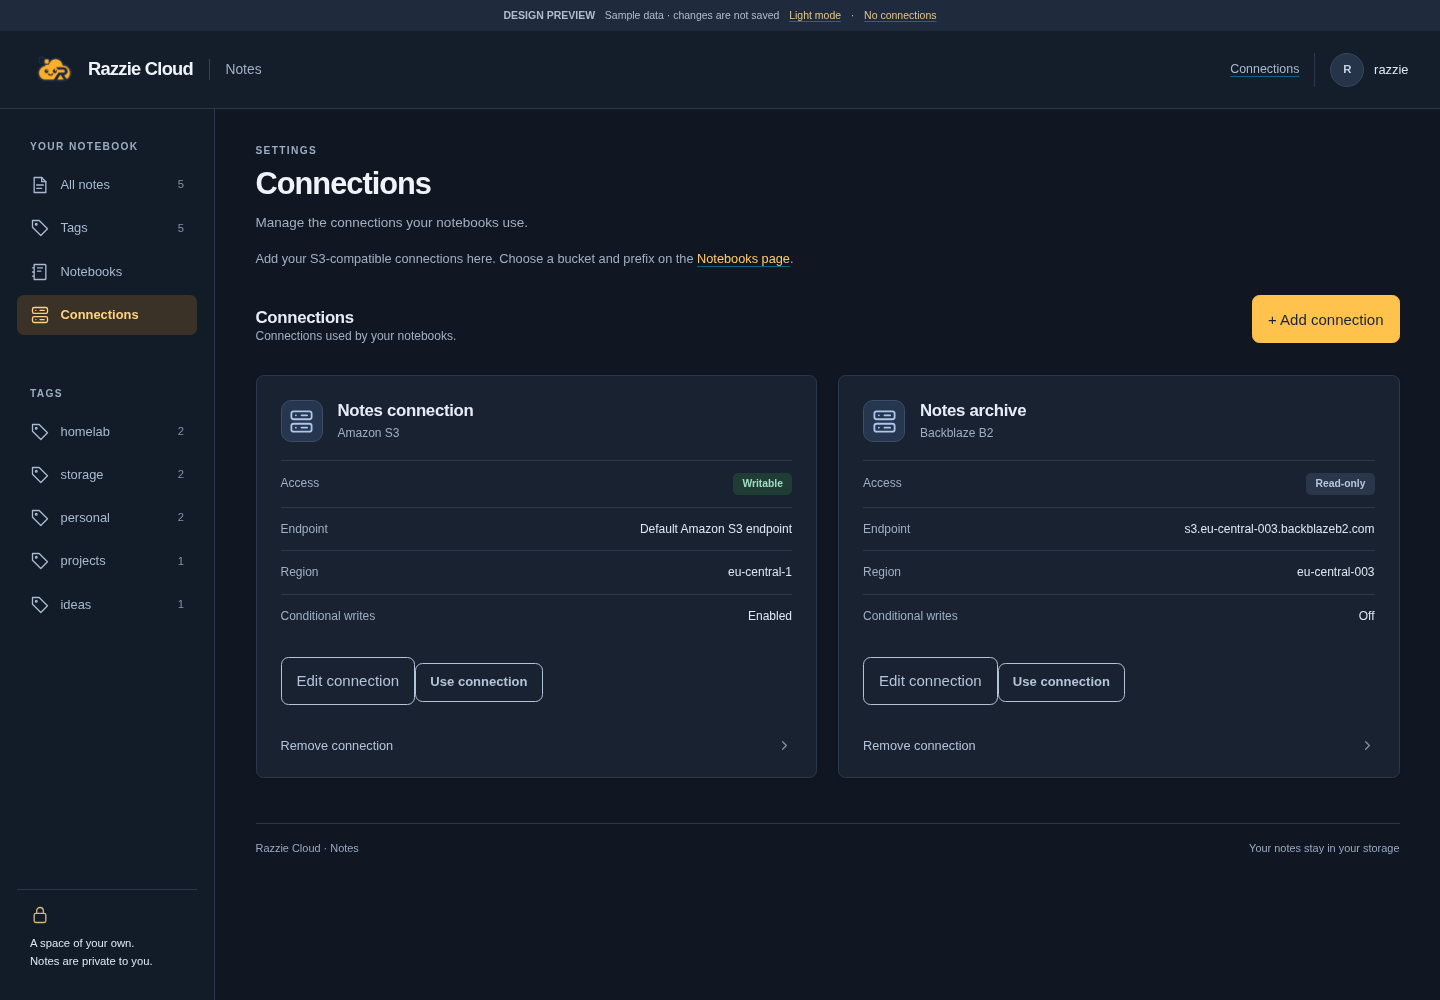 DESIGN PREVIEW Sample data · changes are not saved Light mode · No connections
Razzie Cloud Notes
Connections R razzie
YOUR NOTEBOOK
All notes 5
Tags 5
Notebooks
Connections
TAGS
homelab 2
storage 2
personal 2
projects 1
ideas 1
A space of your own.
Notes are private to you.
SETTINGS
Connections
Manage the connections your notebooks use.
Add your S3-compatible connections here. Choose a bucket and prefix on the Notebooks page.
Connections
Connections used by your notebooks.
+ Add connection
Notes connection
Amazon S3
Access Writable
Endpoint Default Amazon S3 endpoint
Region eu-central-1
Conditional writes Enabled
Edit connection Use connection
Remove connection
Notes archive
Backblaze B2
Access Read-only
Endpoint s3.eu-central-003.backblazeb2.com
Region eu-central-003
Conditional writes Off
Edit connection Use connection
Remove connection
Razzie Cloud · Notes
Your notes stay in your storage